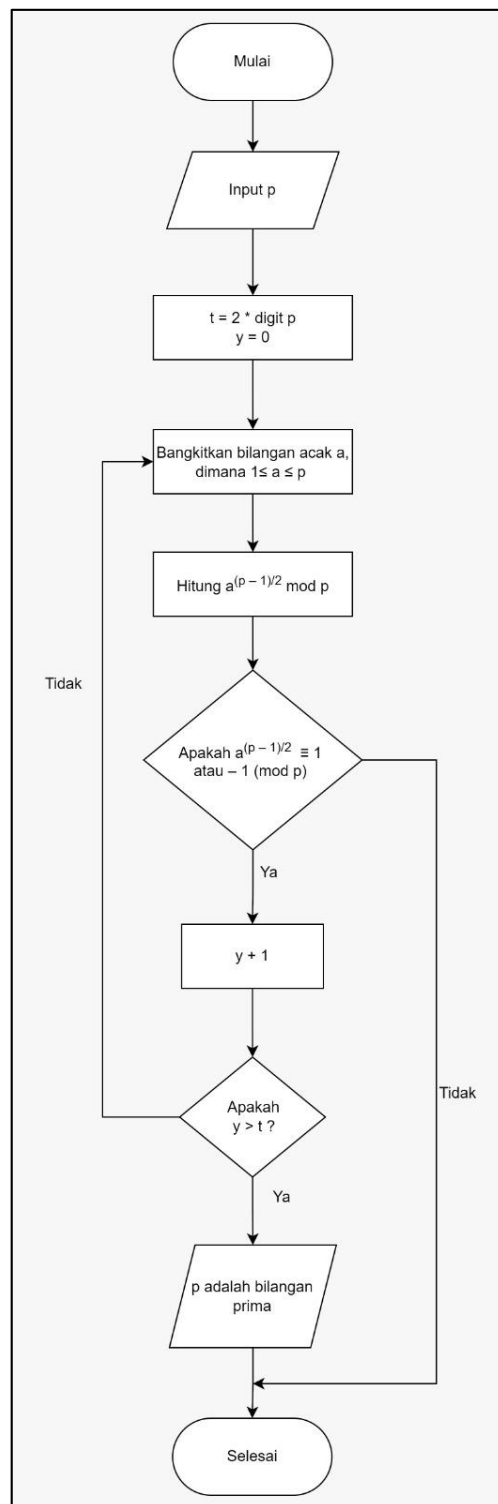 Mulai
Input p
t = 2 * digit p
y = 0
Bangkitkan bilangan acak a,
dimana 1≤ a ≤ p
Hitung a^(p – 1)/2 mod p
Tidak
Apakah a^(p – 1)/2 ≡ 1
atau – 1 (mod p)
Ya
y + 1
Apakah
y > t ?
Tidak
Ya
p adalah bilangan
prima
Selesai